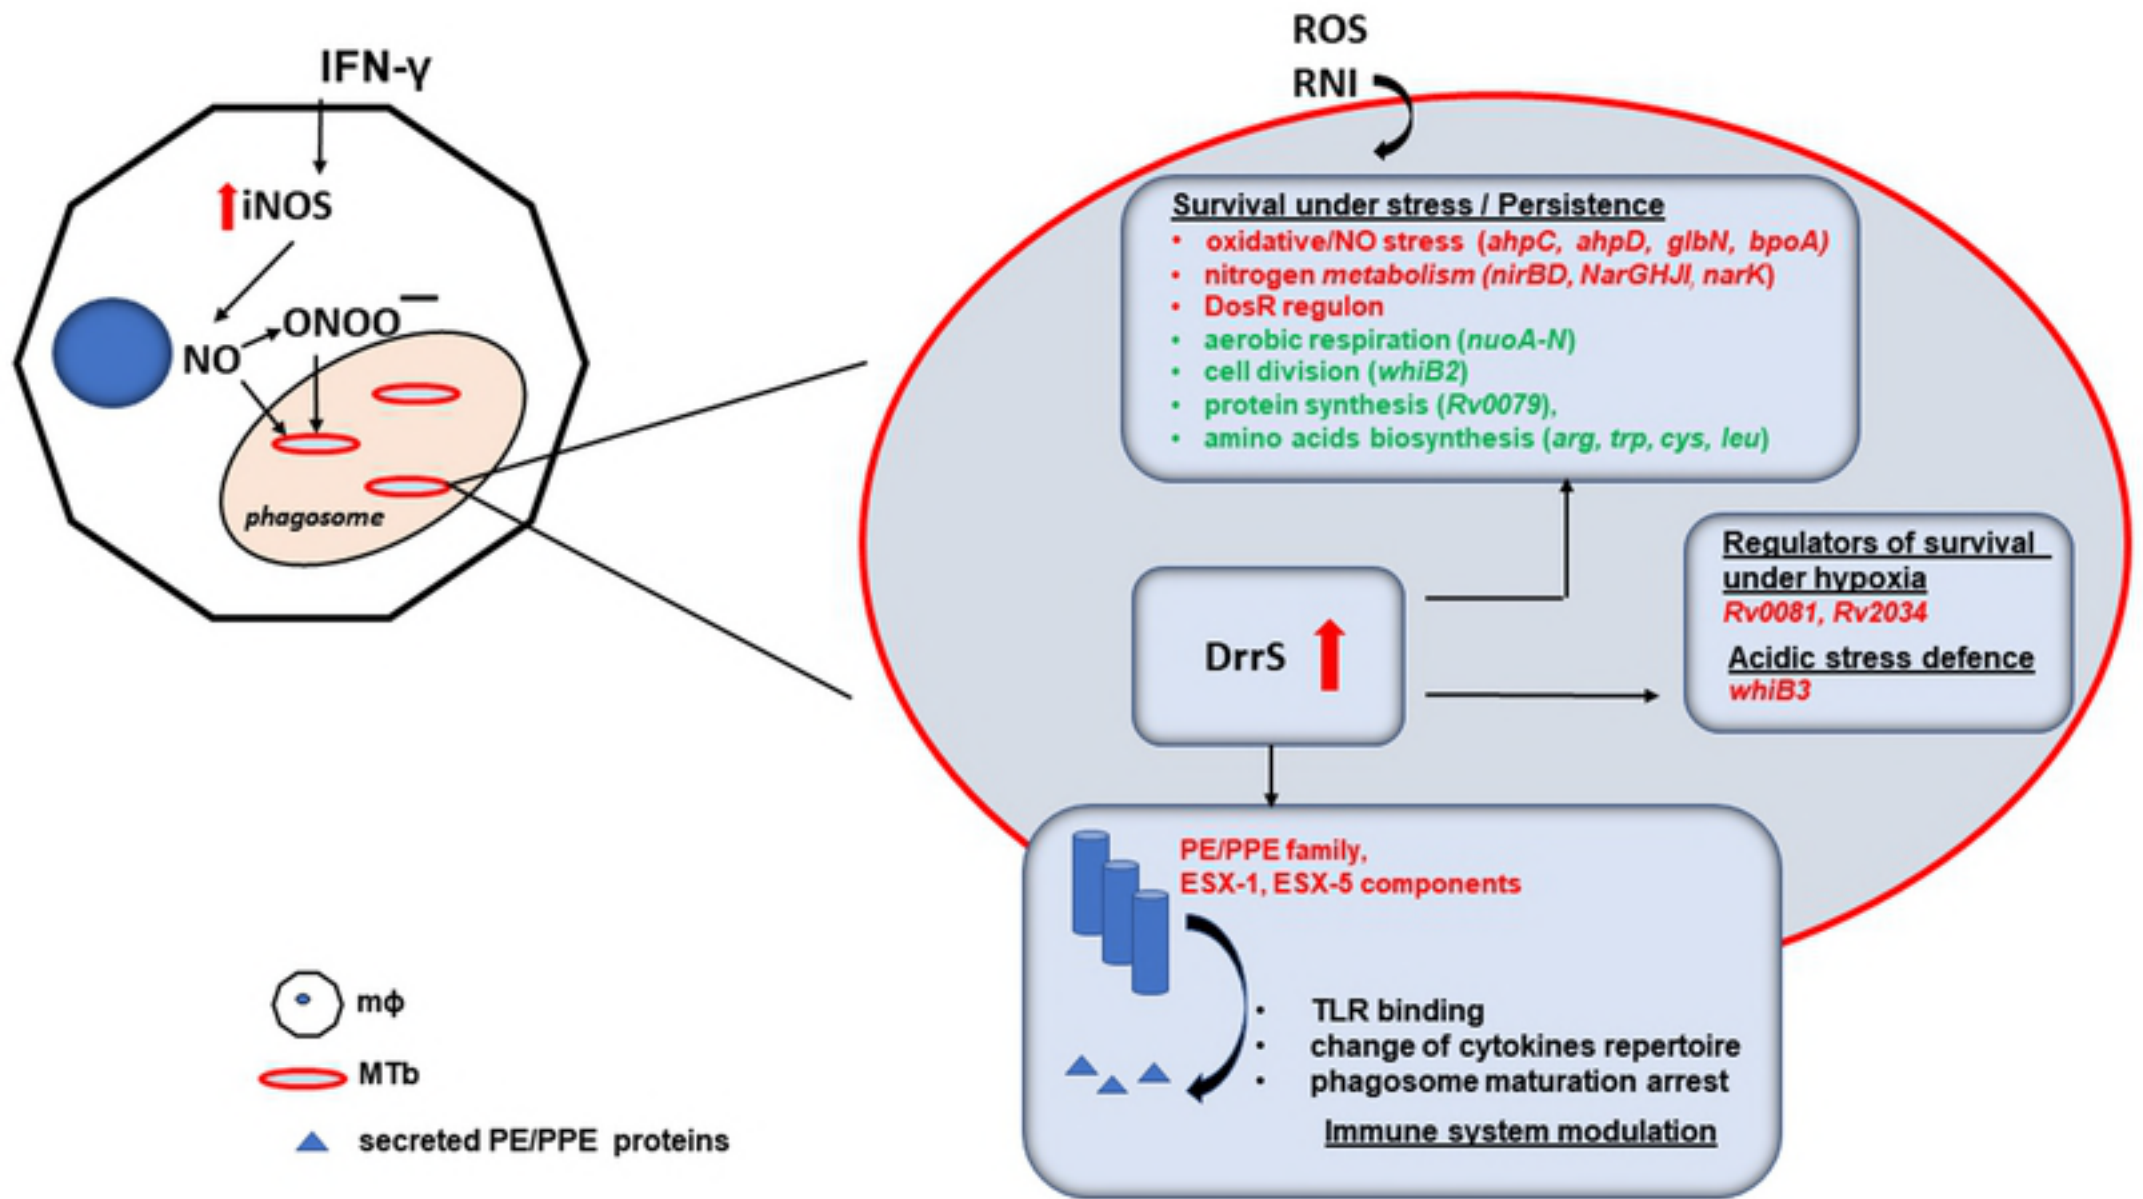 IFN-γ
iNOS
NO
ONOO¯
phagosome
mϕ
MTb
secreted PE/PPE proteins
ROS
RNI
Survival under stress / Persistence
• oxidative/NO stress (ahpC, ahpD, glbN, bpoA)
• nitrogen metabolism (nirBD, NarGHJI, narK)
• DosR regulon
• aerobic respiration (nuoA-N)
• cell division (whiB2)
• protein synthesis (Rv0079),
• amino acids biosynthesis (arg, trp, cys, leu)
DrrS
Regulators of survival
under hypoxia
Rv0081, Rv2034
Acidic stress defence
whiB3
PE/PPE family,
ESX-1, ESX-5 components
• TLR binding
• change of cytokines repertoire
• phagosome maturation arrest
Immune system modulation